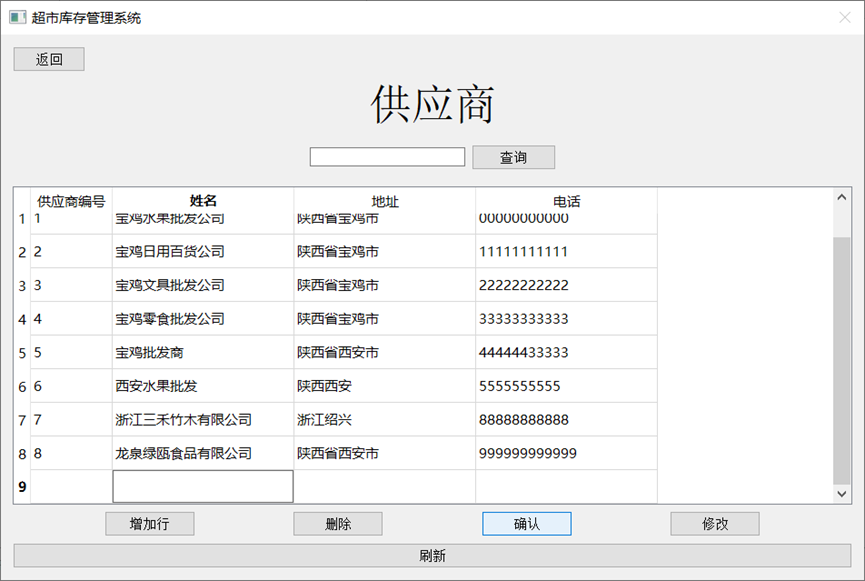 超市库存管理系统
返回
供应商
查询
供应商编号 姓名 地址 电话
1 1 宝鸡水果批发公司 陕西省宝鸡市 00000000000
2 2 宝鸡日用百货公司 陕西省宝鸡市 11111111111
3 3 宝鸡文具批发公司 陕西省宝鸡市 22222222222
4 4 宝鸡零食批发公司 陕西省宝鸡市 33333333333
5 5 宝鸡批发商 陕西省西安市 44444433333
6 6 西安水果批发 陕西西安 5555555555
7 7 浙江三禾竹木有限公司 浙江绍兴 88888888888
8 8 龙泉绿瓯食品有限公司 陕西省西安市 999999999999
9
增加行 删除 确认 修改
刷新